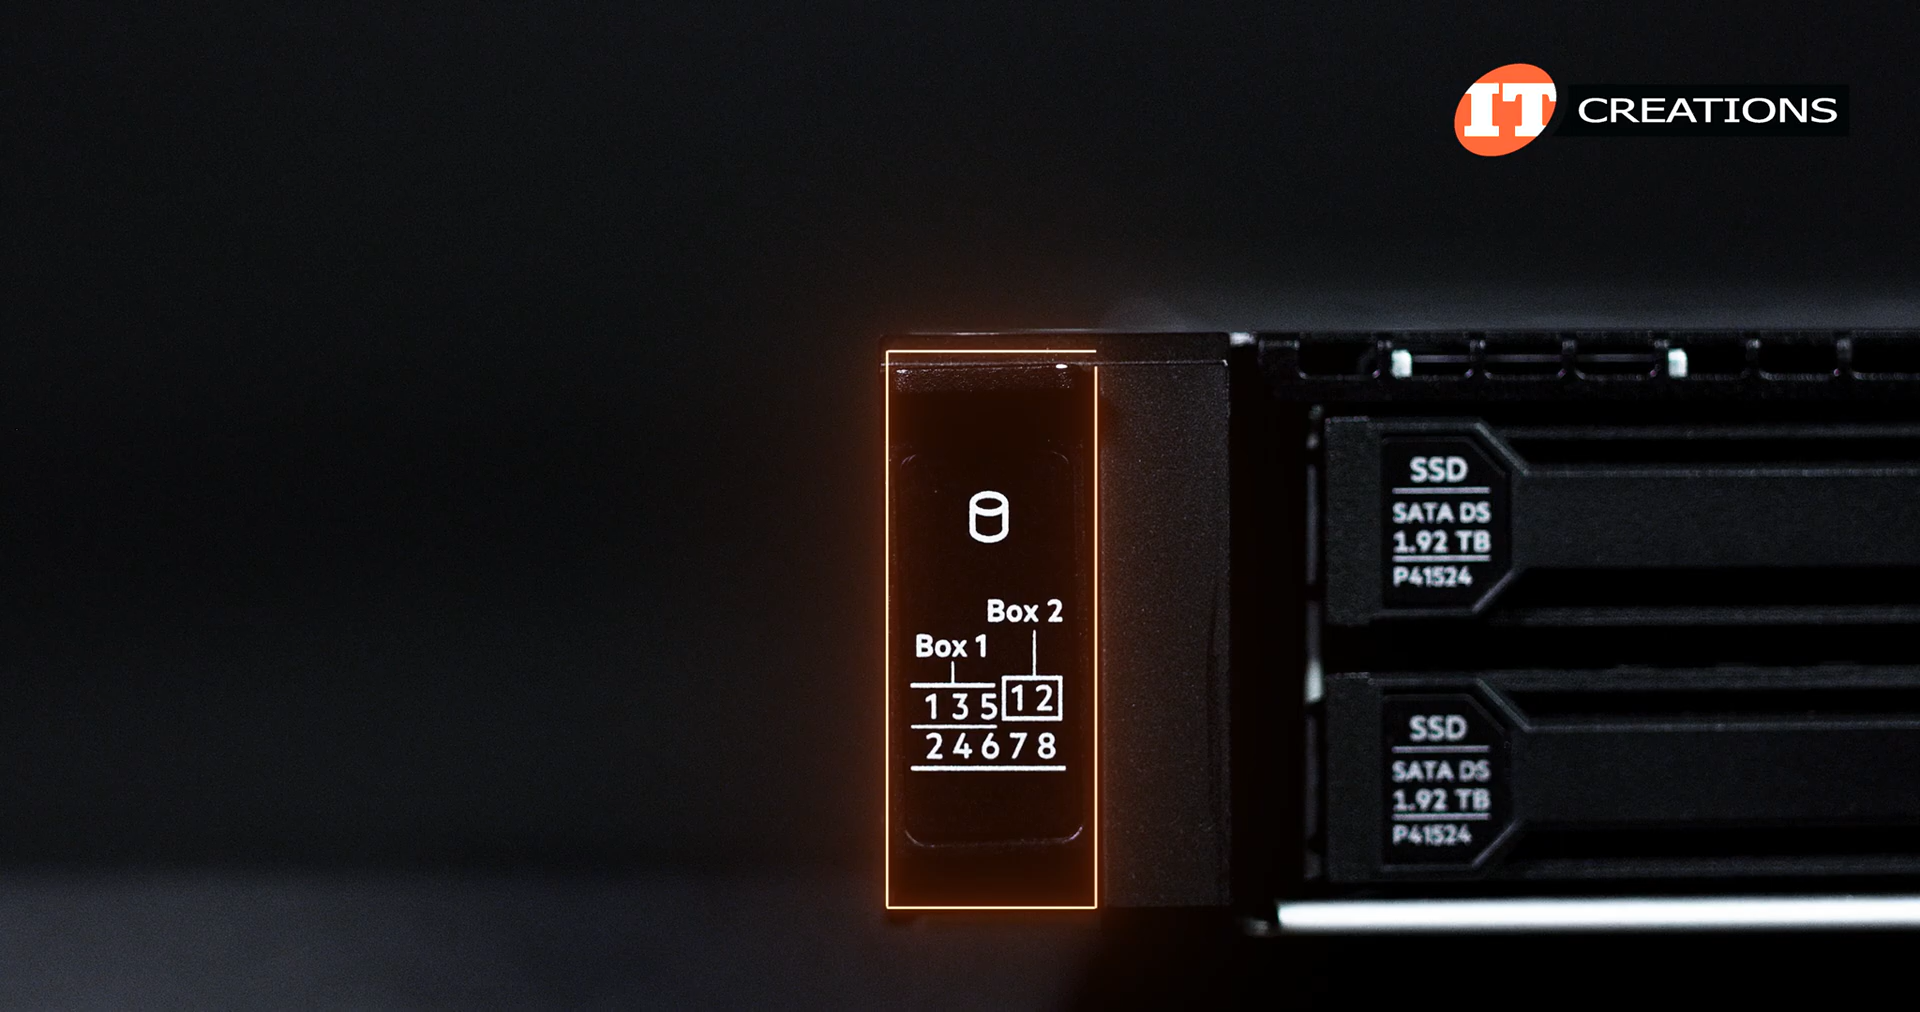 IT CREATIONS
Box 2
Box 1
1 3 5 1 2
2 4 6 7 8
SSD
SATA DS
1.92 TB
P41524
SSD
SATA DS
1.92 TB
P41524